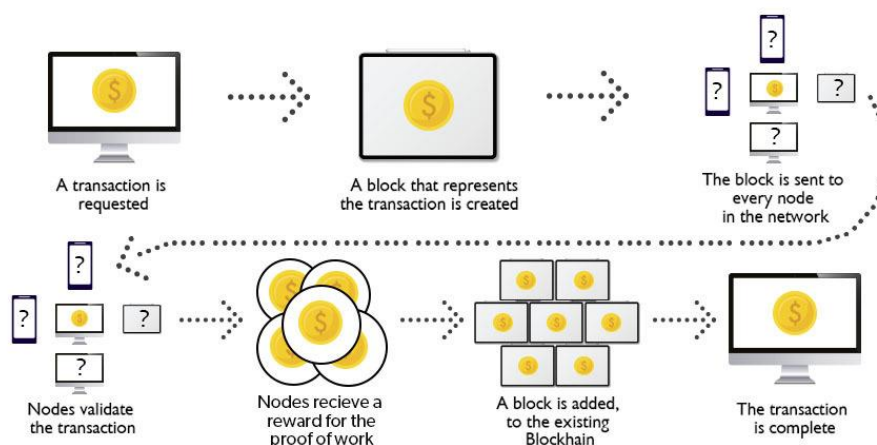 A transaction is
requested
A block that represents
the transaction is created
The block is sent to
every node
in the network
Nodes validate
the transaction
Nodes recieve a
reward for the
proof of work
A block is added,
to the existing
Blockhain
The transaction
is complete
$
$
?
?
$
?
?
?
?
$
?
?
$
$
$
$
$
$
$
$
$
$
$
$
$